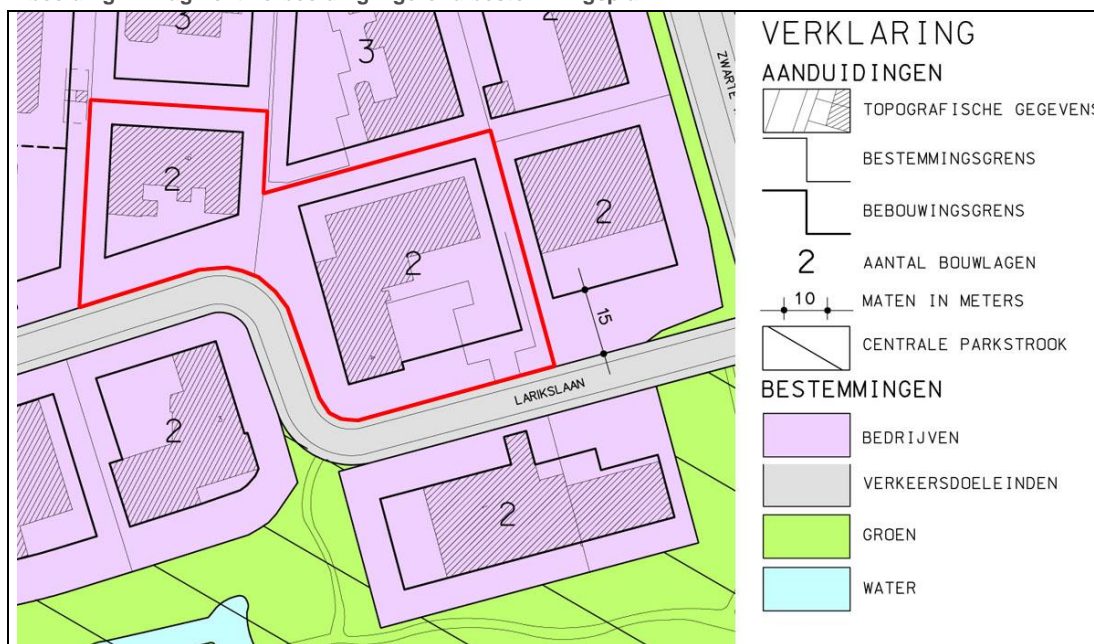 3
3
2
ZWARTE
2
2
2
15
LARIKSLAAN
2
2
VERKLARING
AANDUIDINGEN
TOPOGRAFISCHE GEGEVENS
BESTEMMINGSGRENS
BEBOUWINGSGRENS
2 AANTAL BOUWLAGEN
10 MATEN IN METERS
CENTRALE PARKSTROOK
BESTEMMINGEN
BEDRIJVEN
VERKEERSDOELEINDEN
GROEN
WATER